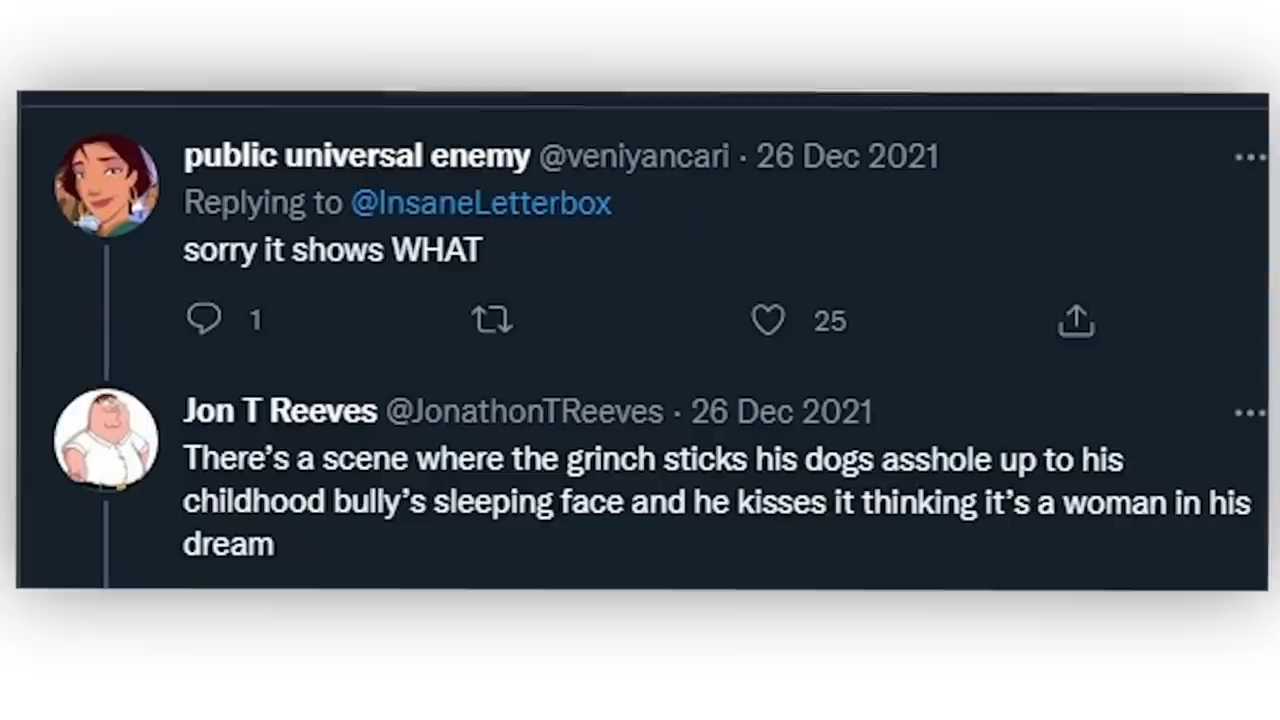 public universal enemy @veniyancari · 26 Dec 2021
Replying to @InsaneLetterbox
sorry it shows WHAT
1 25
Jon T Reeves @JonathonTReeves · 26 Dec 2021
There’s a scene where the grinch sticks his dogs asshole up to his
childhood bully’s sleeping face and he kisses it thinking it’s a woman in his
dream